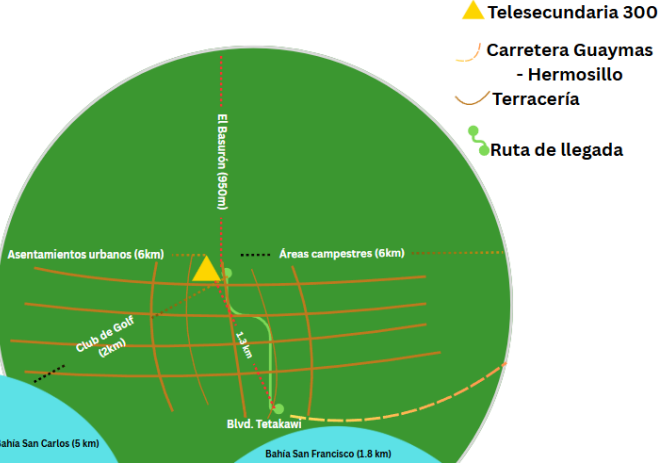 Telesecundaria 300
Carretera Guaymas
- Hermosillo
Terracería
Ruta de llegada
El Basurón (950m)
Asentamientos urbanos (6km)
Áreas campestres (6km)
Club de Golf
(2km)
1.3 km
Blvd. Tetakawi
Bahía San Carlos (5 km)
Bahía San Francisco (1.8 km)